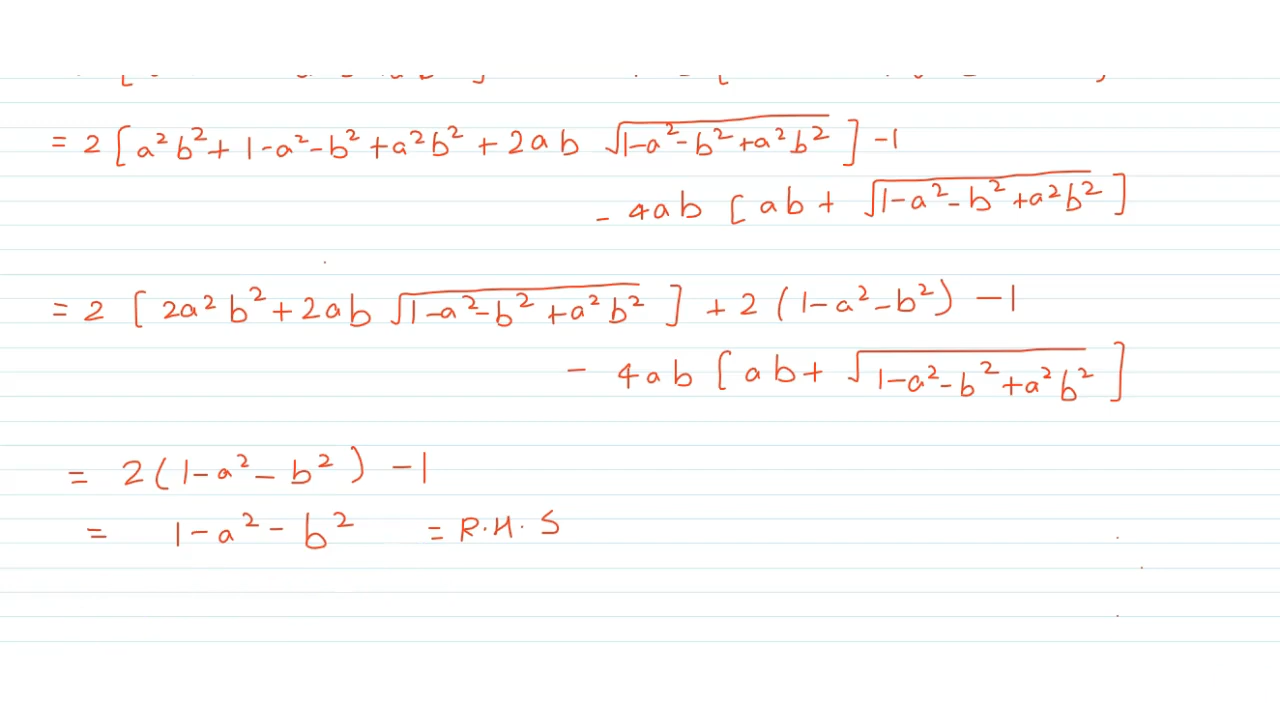 = 2 [ a²b² + 1-a²-b² + a²b² + 2ab √(1-a²-b²+a²b²) ] -1
- 4ab [ ab + √(1-a²-b²+a²b²) ]
= 2 [ 2a²b² + 2ab √(1-a²-b²+a²b²) ] + 2 (1-a²-b²) -1
- 4ab [ ab + √(1-a²-b²+a²b²) ]
= 2(1-a²-b²) -1
= 1-a²-b² = R.H.S